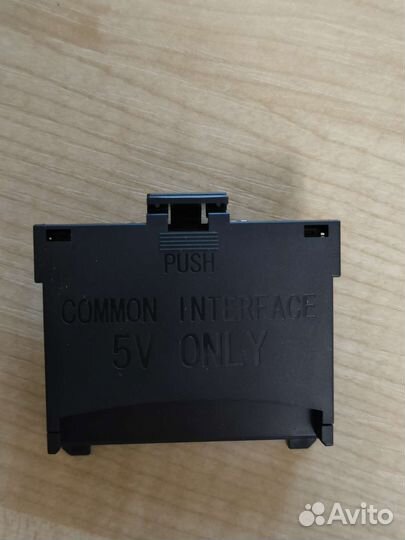 PUSH
COMMON INTERFACE
5V ONLY
Avito